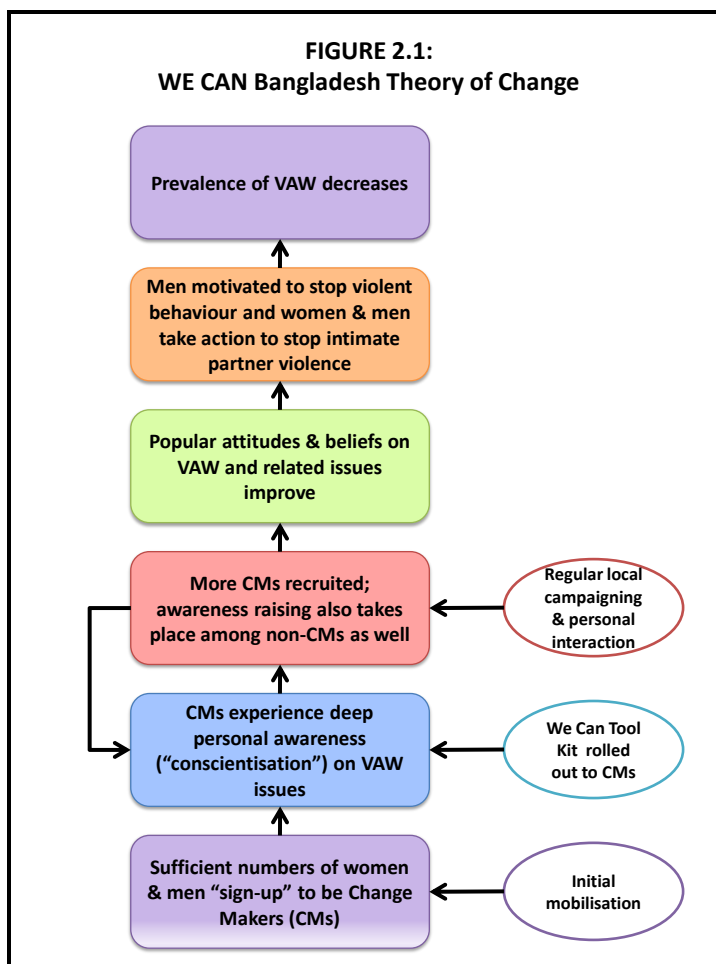 FIGURE 2.1:
WE CAN Bangladesh Theory of Change
Prevalence of VAW decreases
Men motivated to stop violent
behaviour and women & men
take action to stop intimate
partner violence
Popular attitudes & beliefs on
VAW and related issues
improve
More CMs recruited;
awareness raising also takes
place among non-CMs as well
Regular local
campaigning
& personal
interaction
CMs experience deep
personal awareness
(“conscientisation”) on VAW
issues
We Can Tool
Kit rolled
out to CMs
Sufficient numbers of women
& men “sign-up” to be Change
Makers (CMs)
Initial
mobilisation